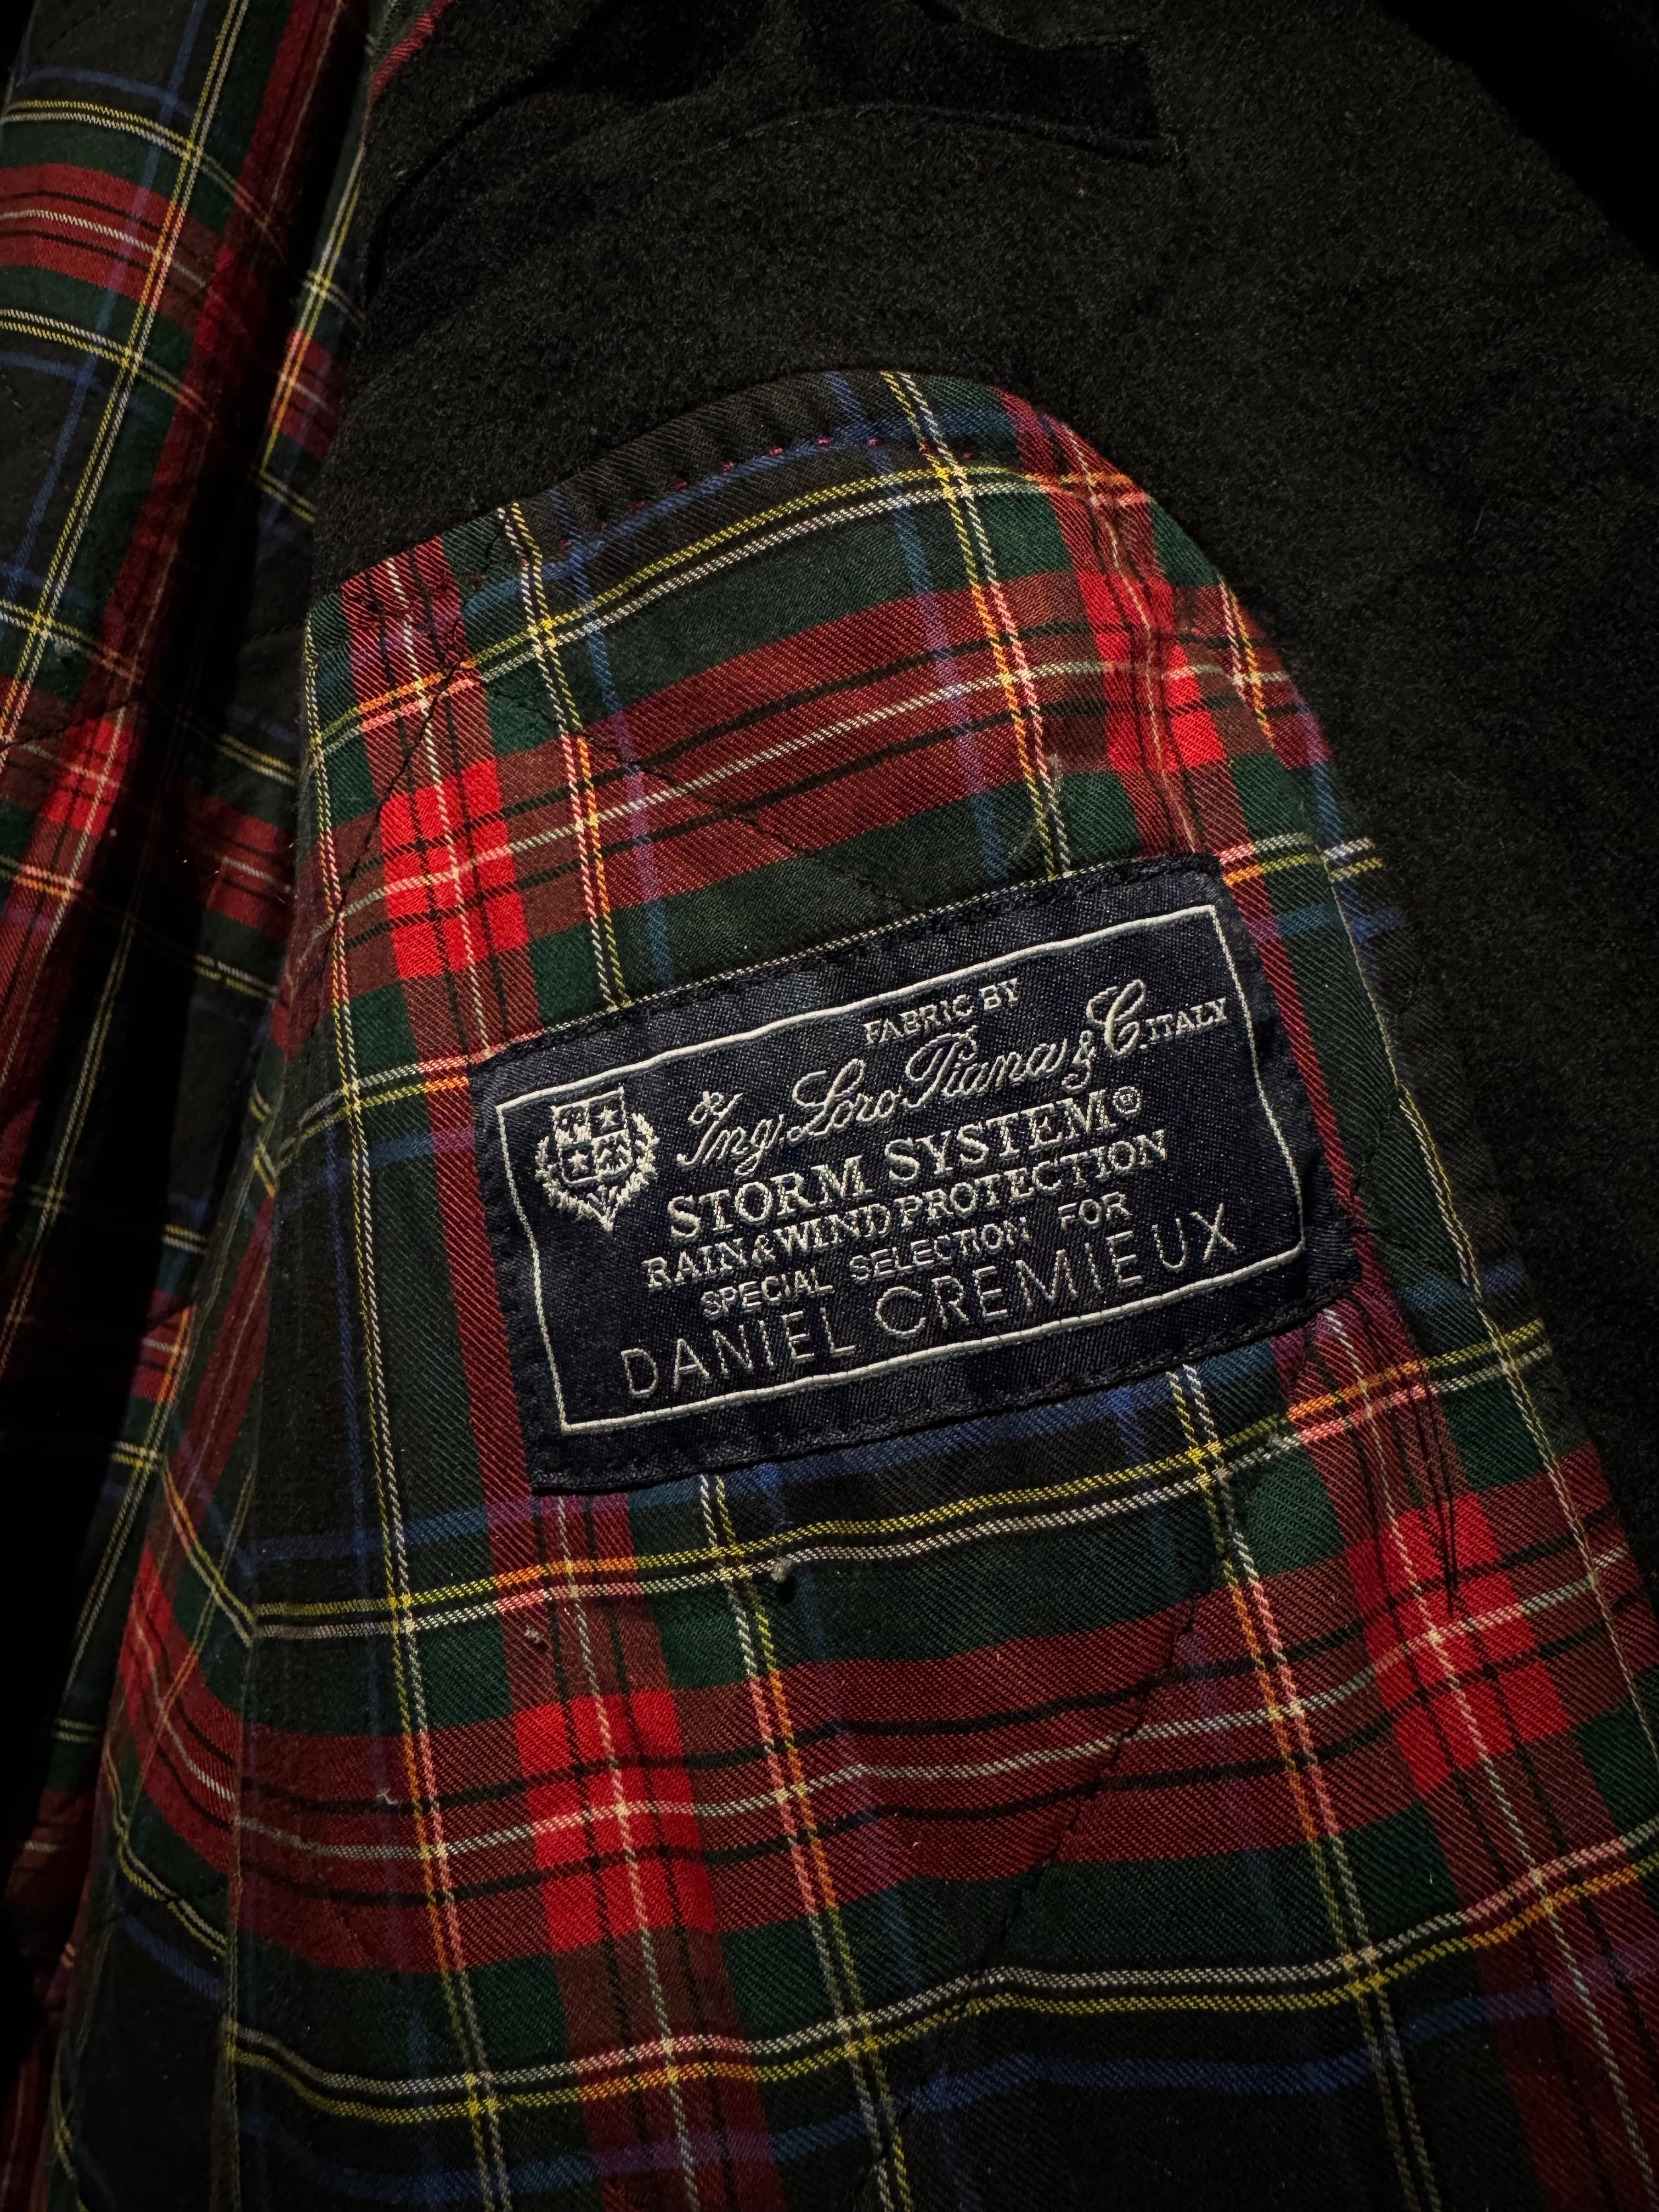 FABRIC BY
Ing. Loro Piana & C. ITALY
STORM SYSTEM®
RAIN & WIND PROTECTION
SPECIAL SELECTION FOR
DANIEL CREMIEUX